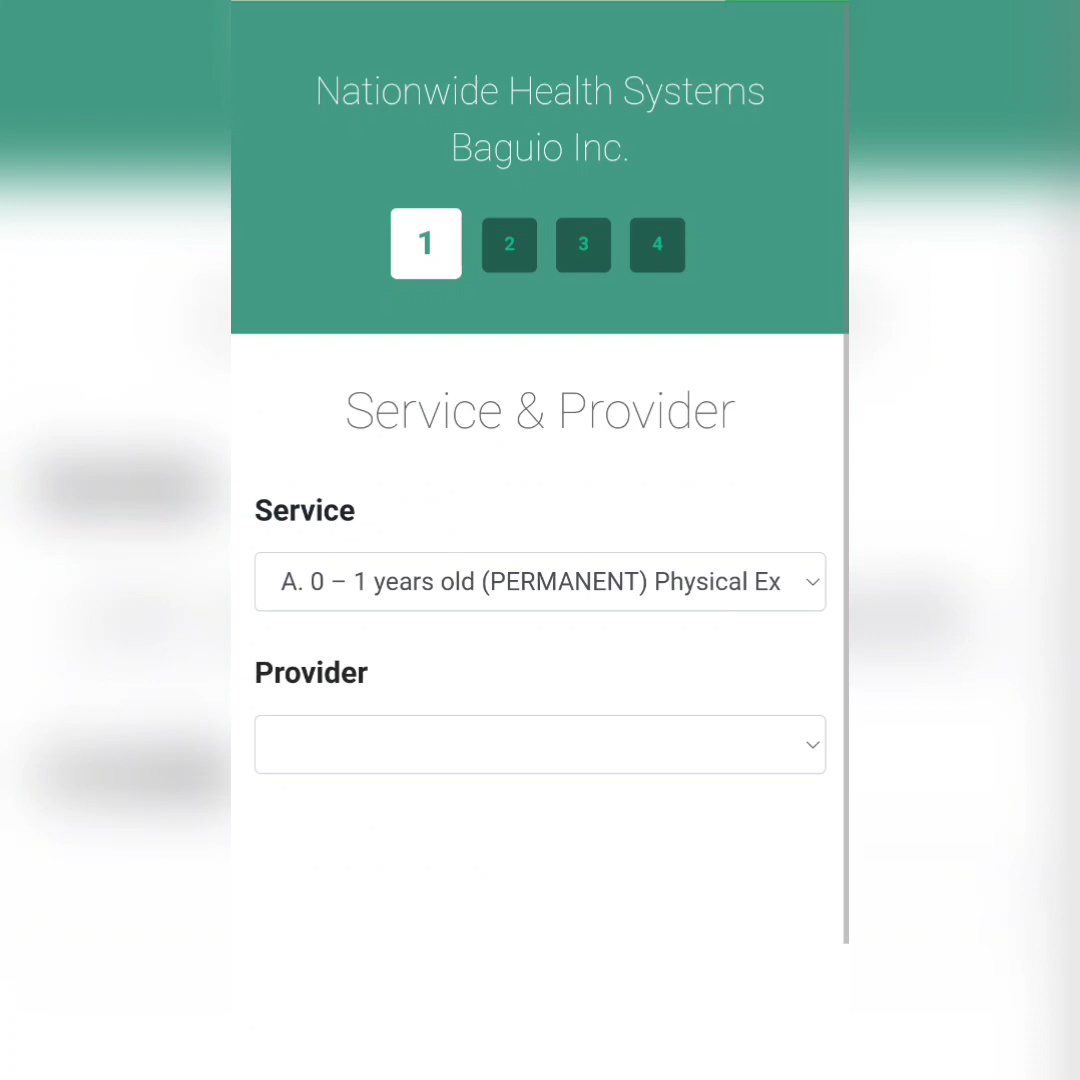 Nationwide Health Systems
Baguio Inc.
1 2 3 4
Service & Provider
Service
A. 0 – 1 years old (PERMANENT) Physical Ex
Provider